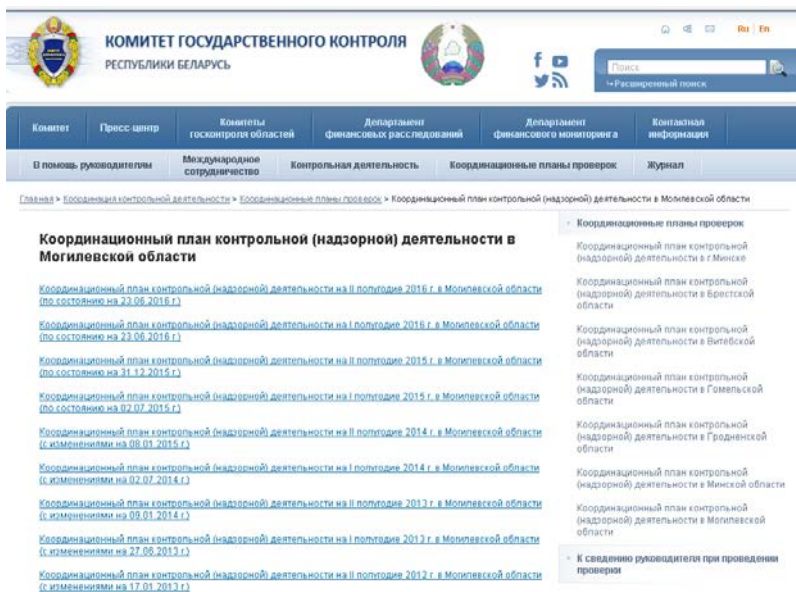 Ru | En
КОМИТЕТ ГОСУДАРСТВЕННОГО КОНТРОЛЯ
РЕСПУБЛИКИ БЕЛАРУСЬ
Поиск
Расширенный поиск
Комитет
Пресс-центр
Комитеты
госконтроля областей
Департамент
финансовых расследований
Департамент
финансового мониторинга
Контактная
информация
В помощь руководителям
Международное
сотрудничество
Контрольная деятельность
Координационные планы проверок
Журнал
Главная > Координация контрольной деятельности > Координационные планы проверок > Координационный план контрольной (надзорной) деятельности в Могилевской области
Координационный план контрольной (надзорной) деятельности в
Могилевской области
Координационный план контрольной (надзорной) деятельности на II полугодие 2016 г. в Могилевской области
(по состоянию на 23.06.2016 г.)
Координационный план контрольной (надзорной) деятельности на I полугодие 2016 г. в Могилевской области
(по состоянию на 23.06.2016 г.)
Координационный план контрольной (надзорной) деятельности на II полугодие 2015 г. в Могилевской области
(по состоянию на 31.12.2015 г.)
Координационный план контрольной (надзорной) деятельности на I полугодие 2015 г. в Могилевской области
(по состоянию на 02.07.2015 г.)
Координационный план контрольной (надзорной) деятельности на II полугодие 2014 г. в Могилевской области
(с изменениями на 08.01.2015 г.)
Координационный план контрольной (надзорной) деятельности на I полугодие 2014 г. в Могилевской области
(с изменениями на 02.07.2014 г.)
Координационный план контрольной (надзорной) деятельности на II полугодие 2013 г. в Могилевской области
(с изменениями на 09.01.2014 г.)
Координационный план контрольной (надзорной) деятельности на I полугодие 2013 г. в Могилевской области
(с изменениями на 27.06.2013 г.)
Координационный план контрольной (надзорной) деятельности на II полугодие 2012 г. в Могилевской области
(с изменениями на 17.01.2013 г.)
Координационные планы проверок
Координационный план контрольной
(надзорной) деятельности в г.Минске
Координационный план контрольной
(надзорной) деятельности в Брестской
области
Координационный план контрольной
(надзорной) деятельности в Витебской
области
Координационный план контрольной
(надзорной) деятельности в Гомельской
области
Координационный план контрольной
(надзорной) деятельности в Гродненской
области
Координационный план контрольной
(надзорной) деятельности в Минской области
Координационный план контрольной
(надзорной) деятельности в Могилевской
области
К сведению руководителя при проведении
проверки